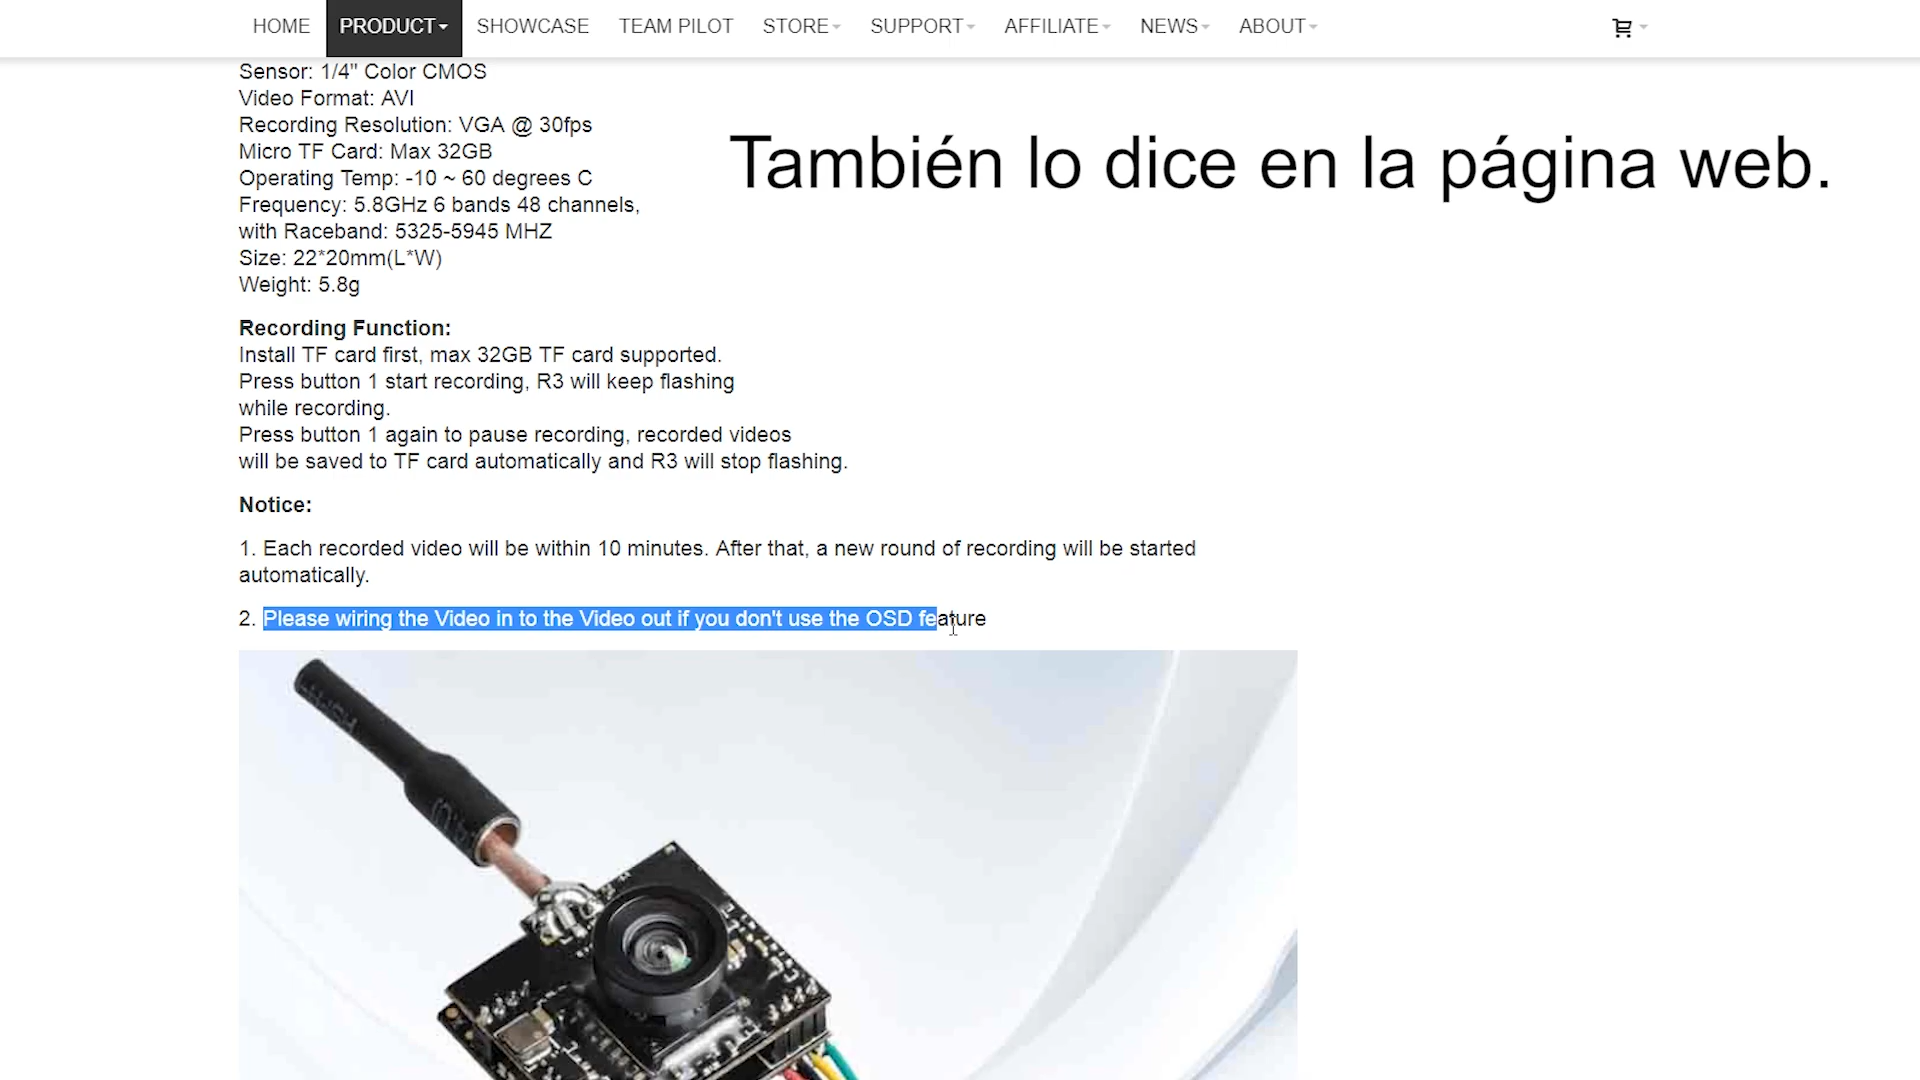 HOME PRODUCT SHOWCASE TEAM PILOT STORE SUPPORT AFFILIATE NEWS ABOUT
Sensor: 1/4" Color CMOS
Video Format: AVI
Recording Resolution: VGA @ 30fps
Micro TF Card: Max 32GB
Operating Temp: -10 ~ 60 degrees C
Frequency: 5.8GHz 6 bands 48 channels,
with Raceband: 5325-5945 MHZ
Size: 22*20mm(L*W)
Weight: 5.8g
También lo dice en la página web.
Recording Function:
Install TF card first, max 32GB TF card supported.
Press button 1 start recording, R3 will keep flashing
while recording.
Press button 1 again to pause recording, recorded videos
will be saved to TF card automatically and R3 will stop flashing.
Notice:
1. Each recorded video will be within 10 minutes. After that, a new round of recording will be started
automatically.
2. Please wiring the Video in to the Video out if you don't use the OSD feature